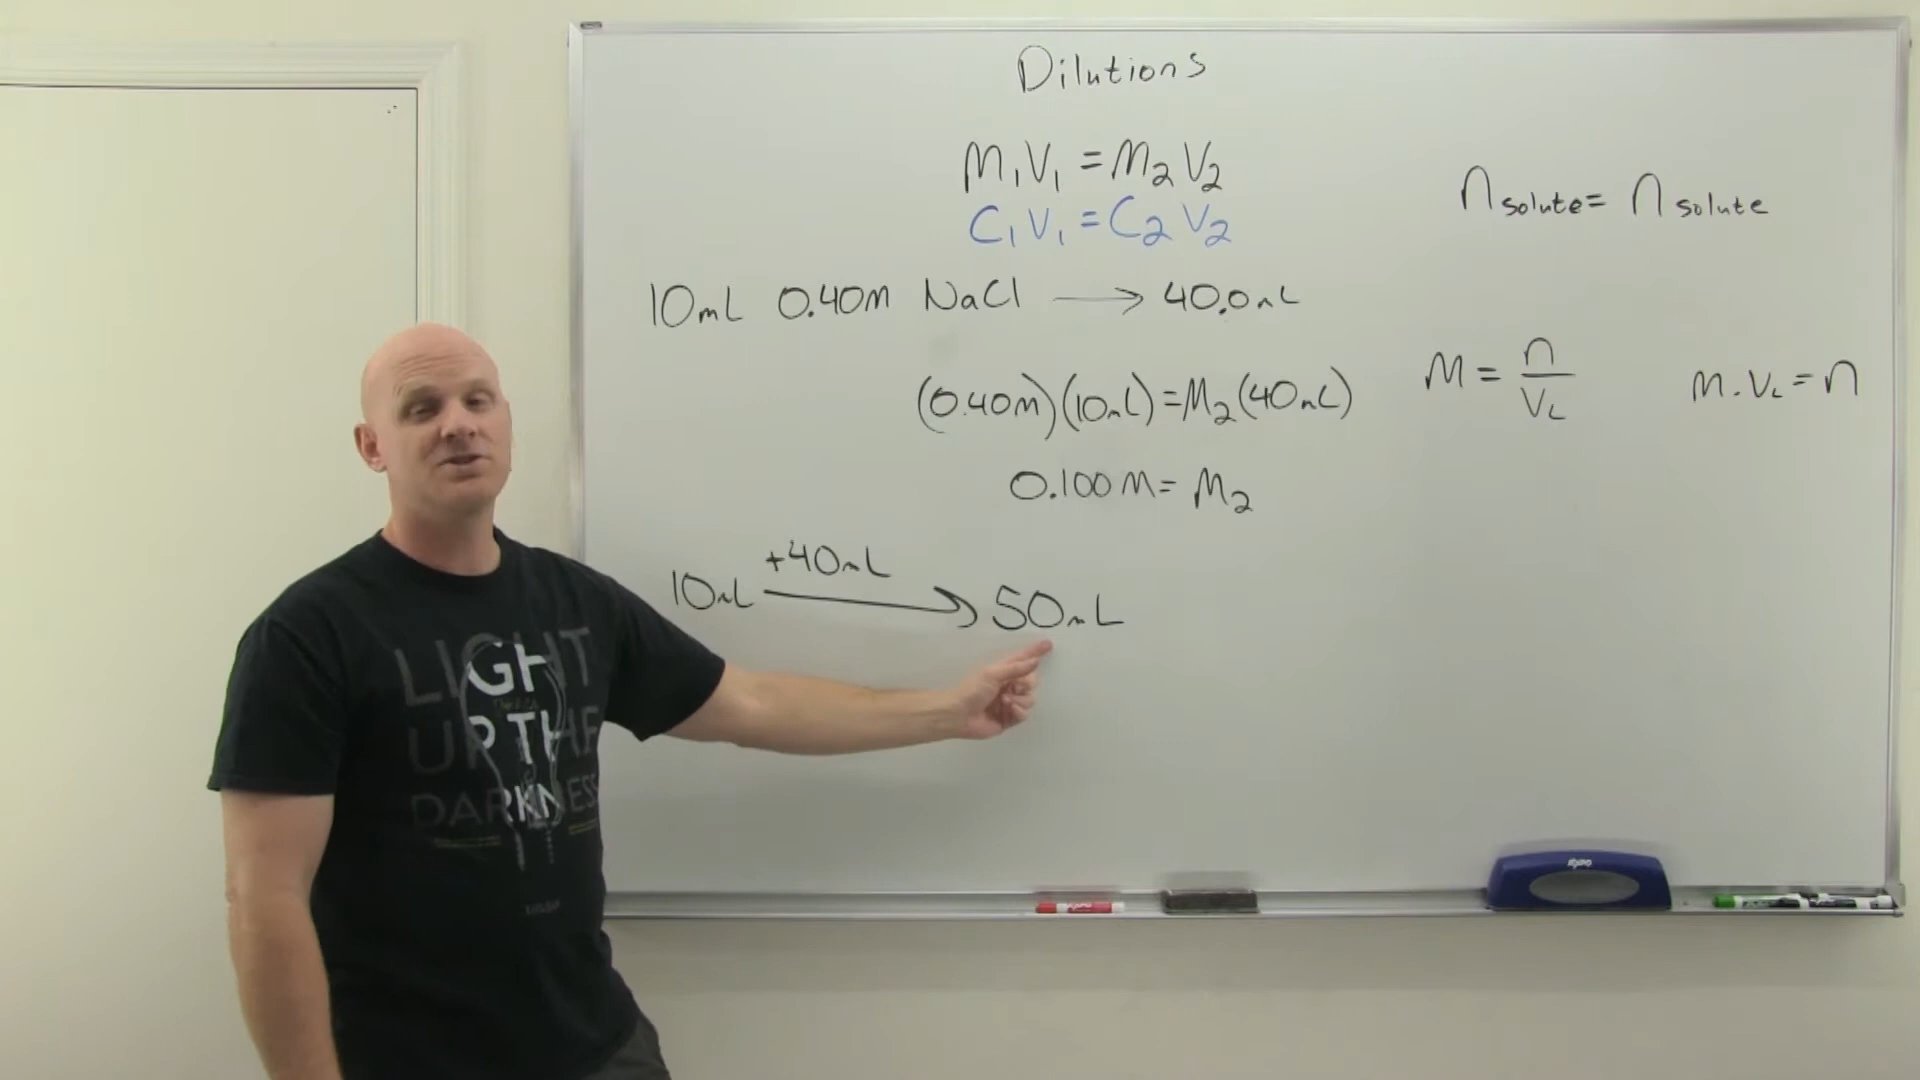 Dilutions
M₁V₁ = M₂V₂
C₁V₁ = C₂V₂
n solute = n solute
10mL 0.40M NaCl → 40.0mL
(0.40M)(10mL)=M₂(40mL)
M = n/V_L
M·V_L = n
0.100 M = M₂
10mL +40mL → 50mL
LIGHT
UP THE
DARKNESS
EXPO